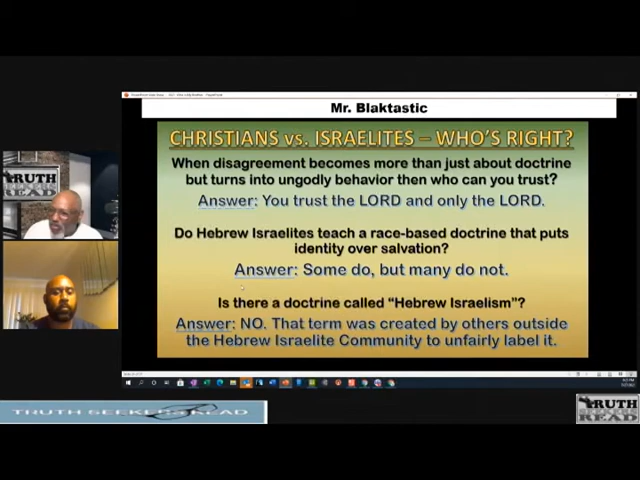 Mr. Blaktastic
CHRISTIANS vs. ISRAELITES – WHO'S RIGHT?
When disagreement becomes more than just about doctrine
but turns into ungodly behavior then who can you trust?
Answer: You trust the LORD and only the LORD.
Do Hebrew Israelites teach a race-based doctrine that puts
identity over salvation?
Answer: Some do, but many do not.
Is there a doctrine called “Hebrew Israelism”?
Answer: NO. That term was created by others outside
the Hebrew Israelite Community to unfairly label it.
TRUTH
READ
TRUTH SEEKERS READ
TRUTH
READ